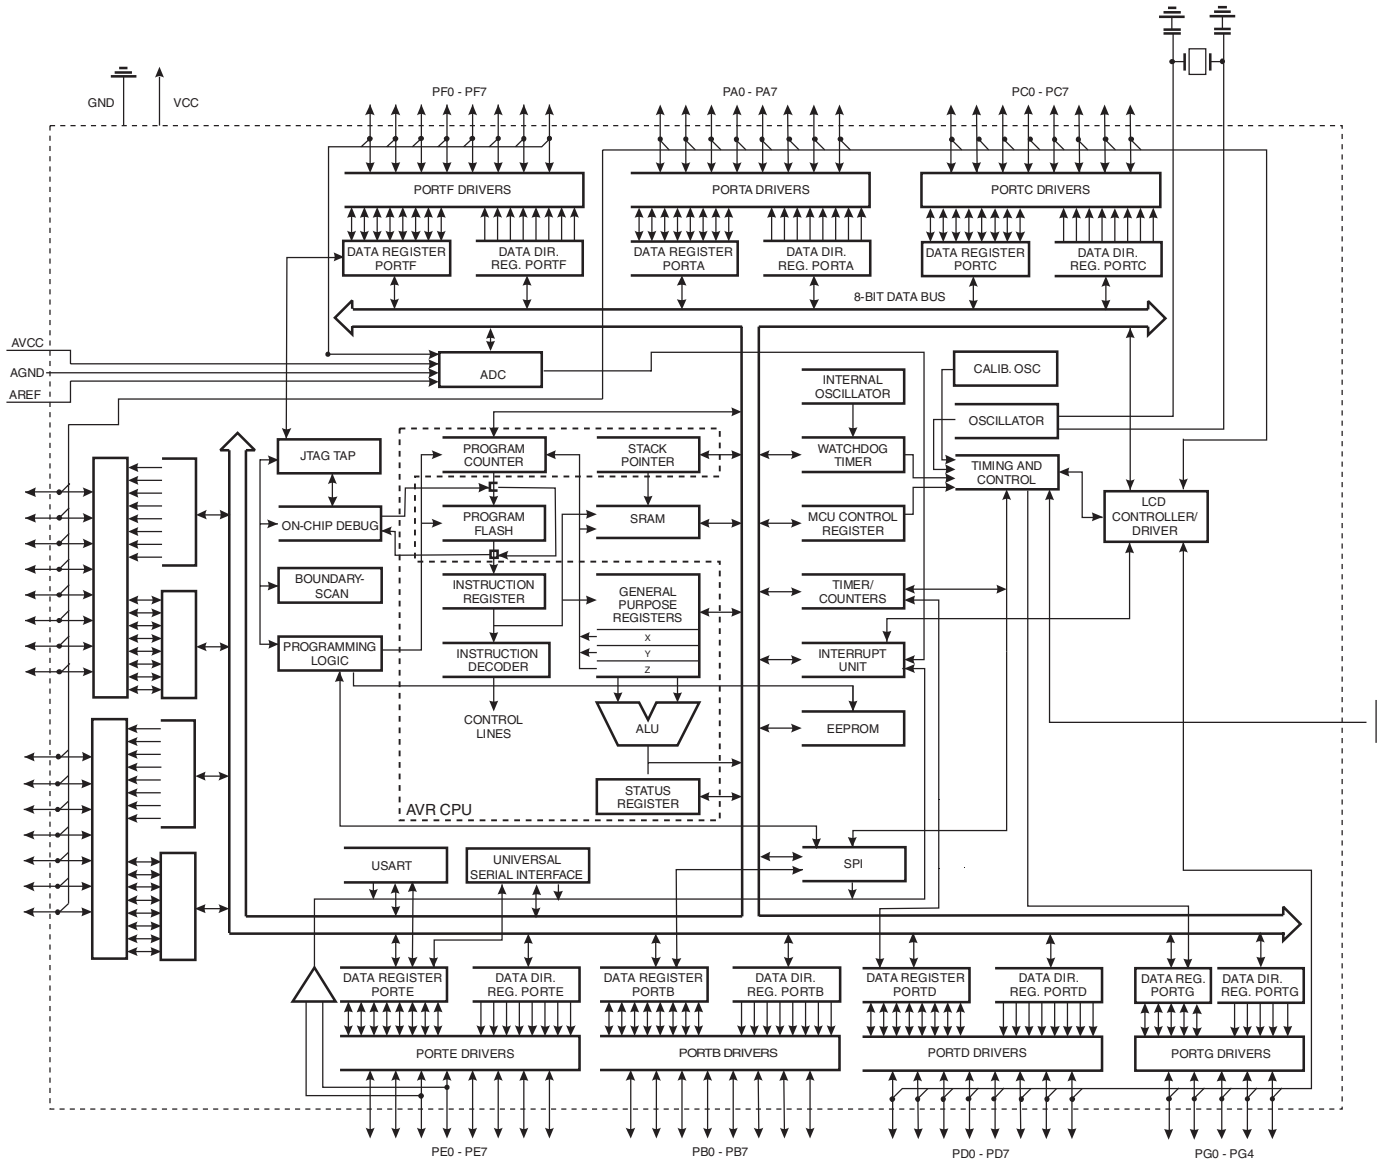 GND
VCC
PF0 - PF7
PA0 - PA7
PC0 - PC7
PORTF DRIVERS
PORTA DRIVERS
PORTC DRIVERS
DATA REGISTER
PORTF
DATA DIR.
REG. PORTF
DATA REGISTER
PORTA
DATA DIR.
REG. PORTA
DATA REGISTER
PORTC
DATA DIR.
REG. PORTC
8-BIT DATA BUS
AVCC
AGND
AREF
ADC
INTERNAL
OSCILLATOR
CALIB. OSC
OSCILLATOR
JTAG TAP
PROGRAM
COUNTER
STACK
POINTER
WATCHDOG
TIMER
TIMING AND
CONTROL
LCD
CONTROLLER/
DRIVER
ON-CHIP DEBUG
PROGRAM
FLASH
SRAM
MCU CONTROL
REGISTER
BOUNDARY-
SCAN
INSTRUCTION
REGISTER
GENERAL
PURPOSE
REGISTERS
X
Y
Z
TIMER/
COUNTERS
PROGRAMMING
LOGIC
INSTRUCTION
DECODER
INTERRUPT
UNIT
CONTROL
LINES
ALU
EEPROM
STATUS
REGISTER
AVR CPU
USART
UNIVERSAL
SERIAL INTERFACE
SPI
DATA REGISTER
PORTE
DATA DIR.
REG. PORTE
DATA REGISTER
PORTB
DATA DIR.
REG. PORTB
DATA REGISTER
PORTD
DATA DIR.
REG. PORTD
DATA REG.
PORTG
DATA DIR.
REG. PORTG
PORTE DRIVERS
PORTB DRIVERS
PORTD DRIVERS
PORTG DRIVERS
PE0 - PE7
PB0 - PB7
PD0 - PD7
PG0 - PG4